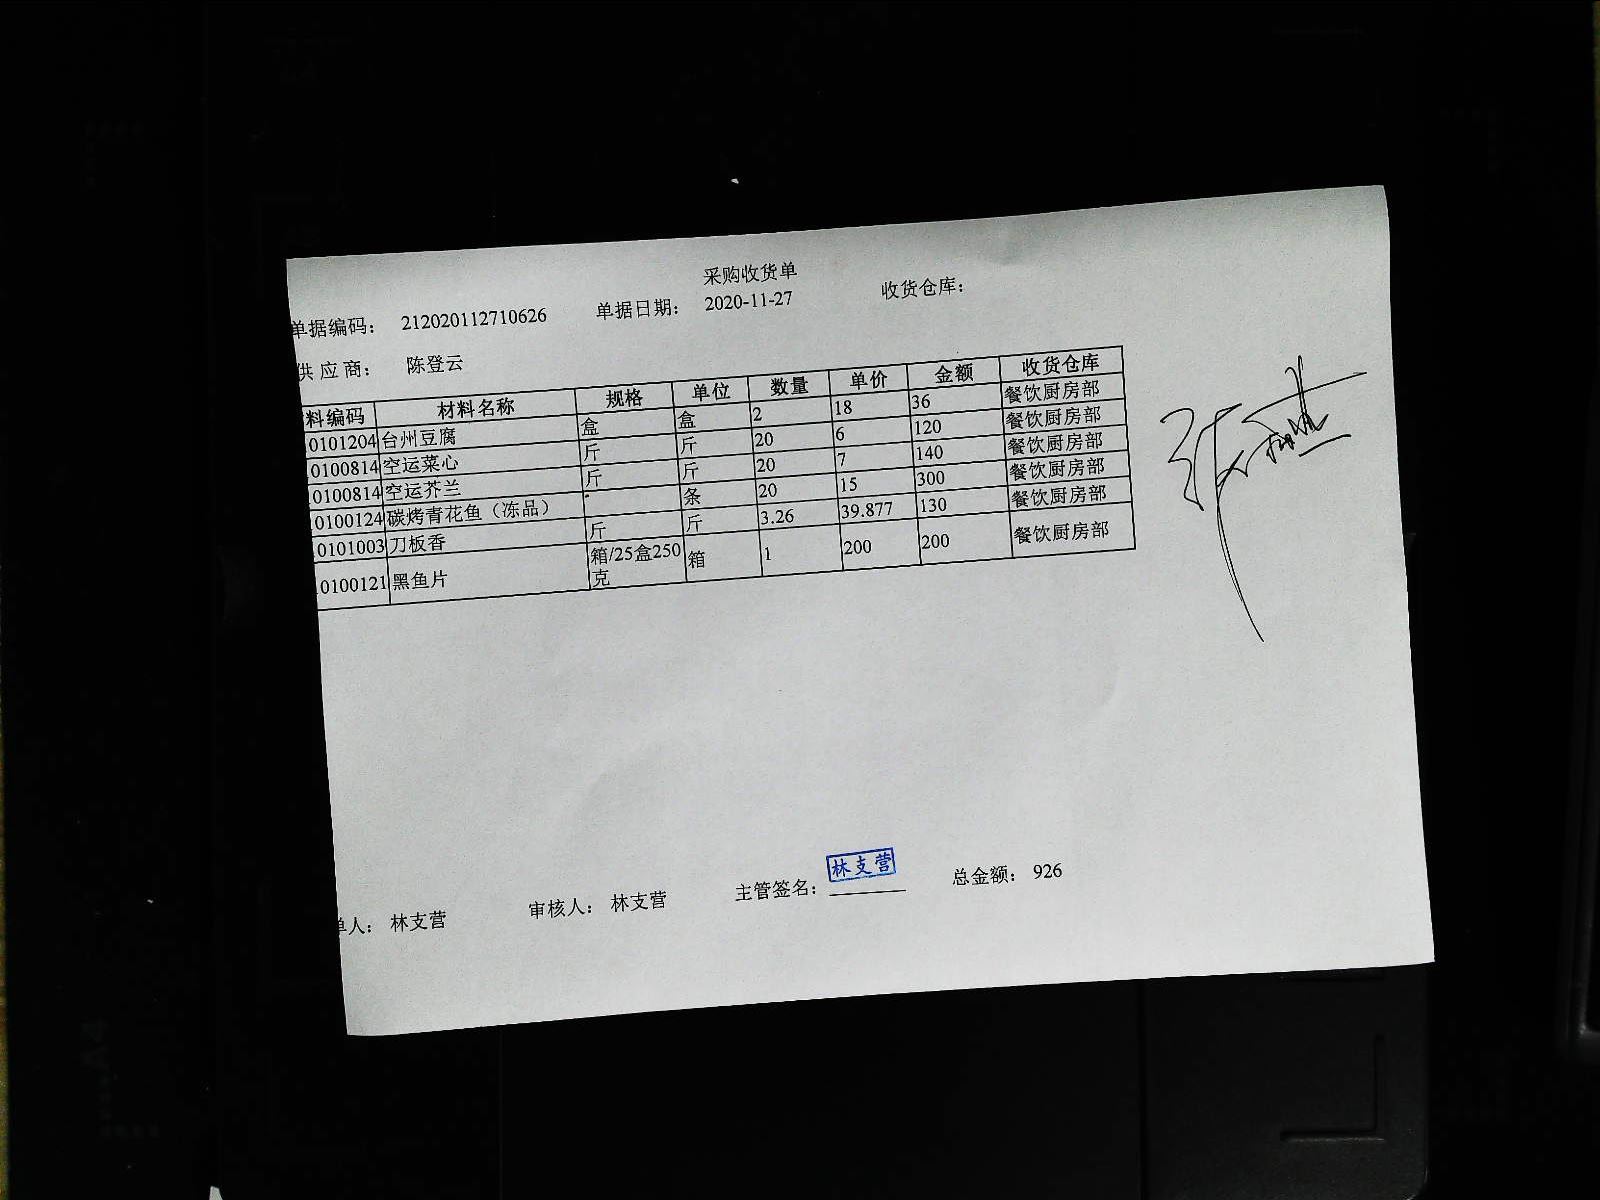 采购收货单
单据编码： 212020112710626 单据日期： 2020-11-27 收货仓库：
供应商： 陈登云
料编码 材料名称 规格 单位 数量 单价 金额 收货仓库
0101204 台州豆腐 盒 盒 2 18 36 餐饮厨房部
0100814 空运菜心 斤 斤 20 6 120 餐饮厨房部
0100814 空运芥兰 斤 斤 20 7 140 餐饮厨房部
0100124 碳烤青花鱼（冻品） 条 20 15 300 餐饮厨房部
0101003 刀板香 斤 斤 3.26 39.877 130 餐饮厨房部
0100121 黑鱼片 箱/25盒250克 箱 1 200 200 餐饮厨房部
单人： 林支营 审核人： 林支营 主管签名： 林支营 总金额： 926